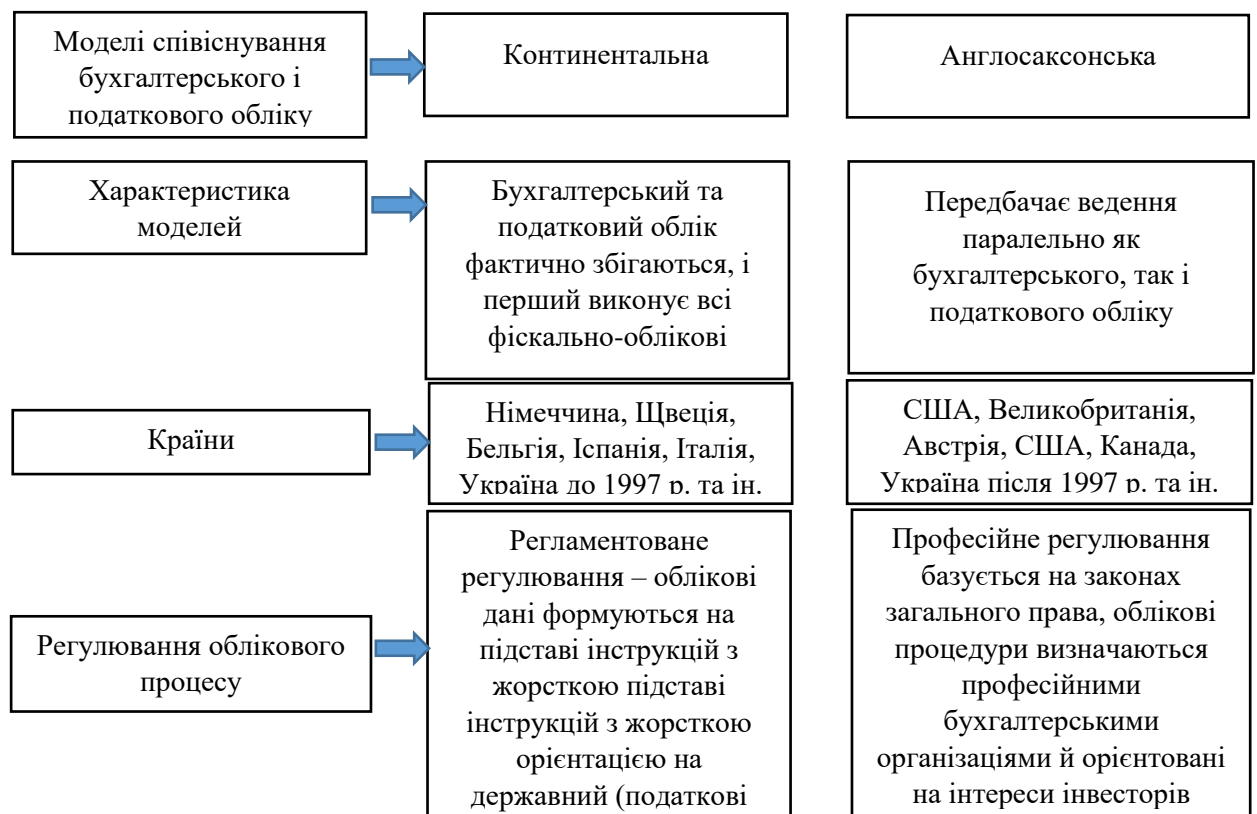 Моделі співіснування
бухгалтерського і
податкового обліку
Континентальна
Англосаксонська
Характеристика
моделей
Бухгалтерський та
податковий облік
фактично збігаються, і
перший виконує всі
фіскально-облікові
Передбачає ведення
паралельно як
бухгалтерського, так і
податкового обліку
Країни
Німеччина, Щвеція,
Бельгія, Іспанія, Італія,
Україна до 1997 р. та ін.
США, Великобританія,
Австрія, США, Канада,
Україна після 1997 р. та ін.
Регулювання облікового
процесу
Регламентоване
регулювання – облікові
дані формуються на
підставі інструкцій з
жорсткою підставі
інструкцій з жорсткою
орієнтацією на
державний (податкові
Професійне регулювання
базується на законах
загального права, облікові
процедури визначаються
професійними
бухгалтерськими
організаціями й орієнтовані
на інтереси інвесторів